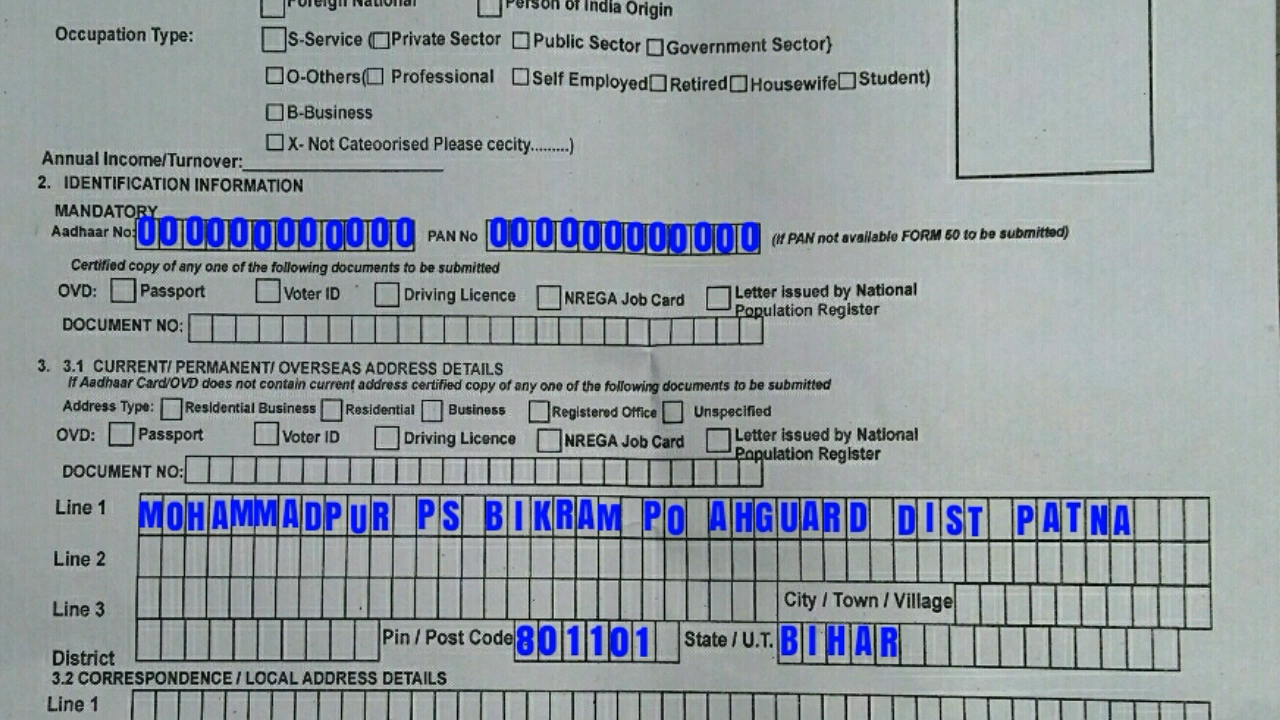 Foreign National Person of India Origin
Occupation Type: S-Service (Private Sector Public Sector Government Sector}
O-Others( Professional Self Employed Retired Housewife Student)
B-Business
X- Not Cateoorised Please cecity.........)
Annual Income/Turnover:
2. IDENTIFICATION INFORMATION
MANDATORY
Aadhaar No: 000000000000 PAN No 000000000000 (If PAN not available FORM 60 to be submitted)
Certified copy of any one of the following documents to be submitted
OVD: Passport Voter ID Driving Licence NREGA Job Card Letter issued by National
Population Register
DOCUMENT NO:
3. 3.1 CURRENT/ PERMANENT/ OVERSEAS ADDRESS DETAILS
If Aadhaar Card/OVD does not contain current address certified copy of any one of the following documents to be submitted
Address Type: Residential Business Residential Business Registered Office Unspecified
OVD: Passport Voter ID Driving Licence NREGA Job Card Letter issued by National
Population Register
DOCUMENT NO:
Line 1 MOHAMMADPUR PS BIKRAM PO AHGUARD DIST PATNA
Line 2
Line 3 City / Town / Village
District Pin / Post Code 801101 State / U.T. BIHAR
3.2 CORRESPONDENCE / LOCAL ADDRESS DETAILS
Line 1